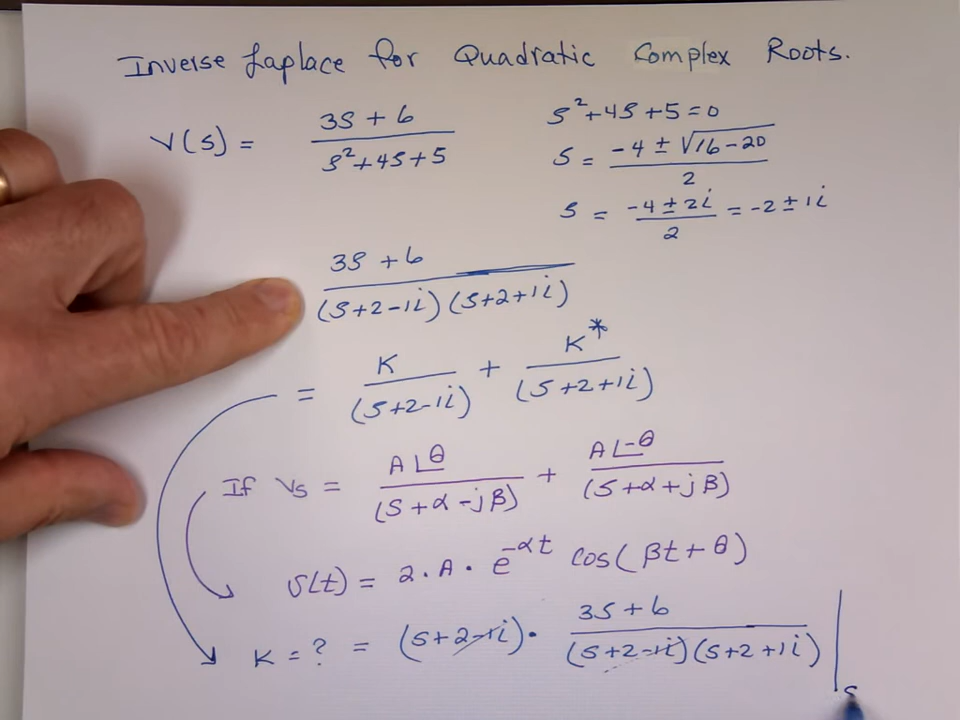 Inverse Laplace for Quadratic Complex Roots.
V(s) = (3S + 6) / (S²+4S+5)
S²+4S+5=0
S = (-4 ± √16-20) / 2
S = (-4 ± 2i) / 2 = -2 ± 1i
(3S + 6) / ((S+2-1i)(S+2+1i))
= K / (S+2-1i) + K* / (S+2+1i)
If Vs = A∠θ / (S+α-jβ) + A∠-θ / (S+α+jβ)
v(t) = 2·A·e^-αt cos(βt+θ)
K = ? = (S+2-1i)· (3S+6) / ((S+2-1i)(S+2+1i)) | S